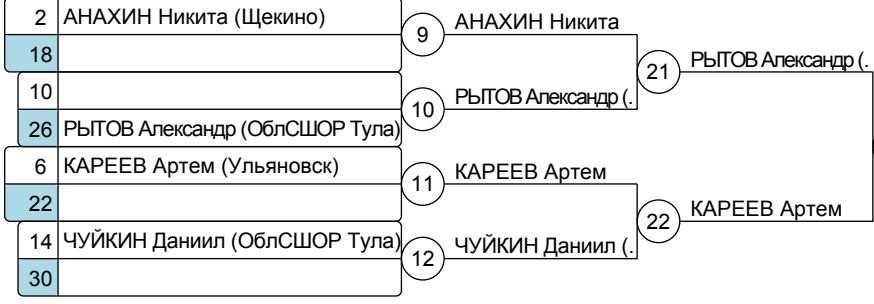 2 АНАХИН Никита (Щекино)
18
9 АНАХИН Никита
10
26 РЫТОВ Александр (ОблСШОР Тула)
10 РЫТОВ Александр (.
21 РЫТОВ Александр (.
6 КАРЕЕВ Артем (Ульяновск)
22
11 КАРЕЕВ Артем
14 ЧУЙКИН Даниил (ОблСШОР Тула)
30
12 ЧУЙКИН Даниил (.
22 КАРЕЕВ Артем